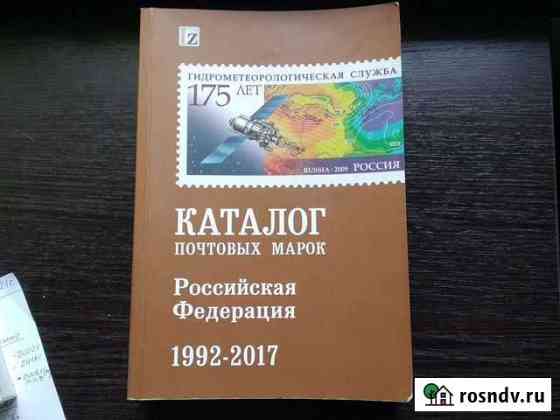 Z
ГИДРОМЕТЕОРОЛОГИЧЕСКАЯ СЛУЖБА
175 ЛЕТ
RUSSIA · 2009 РОССИЯ
КАТАЛОГ
ПОЧТОВЫХ МАРОК
Российская
Федерация
1992-2017
rosndv.ru